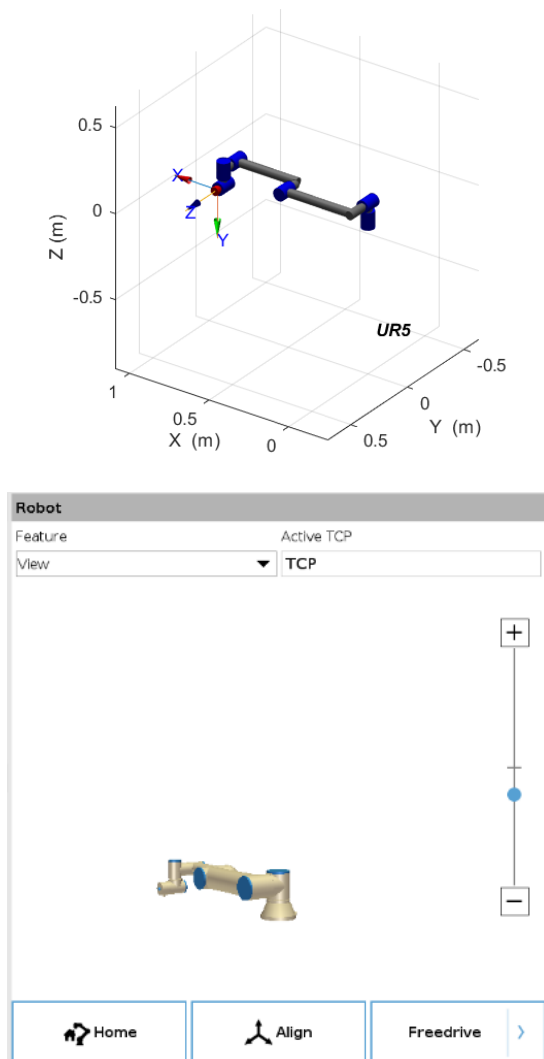 0.5
0
-0.5
Z (m)
X
Z
Y
UR5
1
0.5
0
X (m)
0.5
0
-0.5
Y (m)
Robot
Feature Active TCP
View TCP
+
−
Home Align Freedrive >